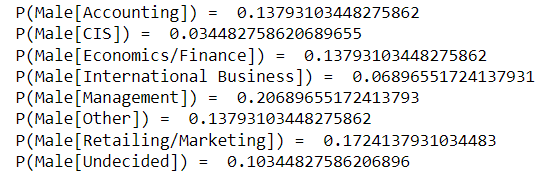 P(Male[Accounting]) =  0.13793103448275862
P(Male[CIS]) =  0.034482758620689655
P(Male[Economics/Finance]) =  0.13793103448275862
P(Male[International Business]) =  0.06896551724137931
P(Male[Management]) =  0.20689655172413793
P(Male[Other]) =  0.13793103448275862
P(Male[Retailing/Marketing]) =  0.1724137931034483
P(Male[Undecided]) =  0.10344827586206896